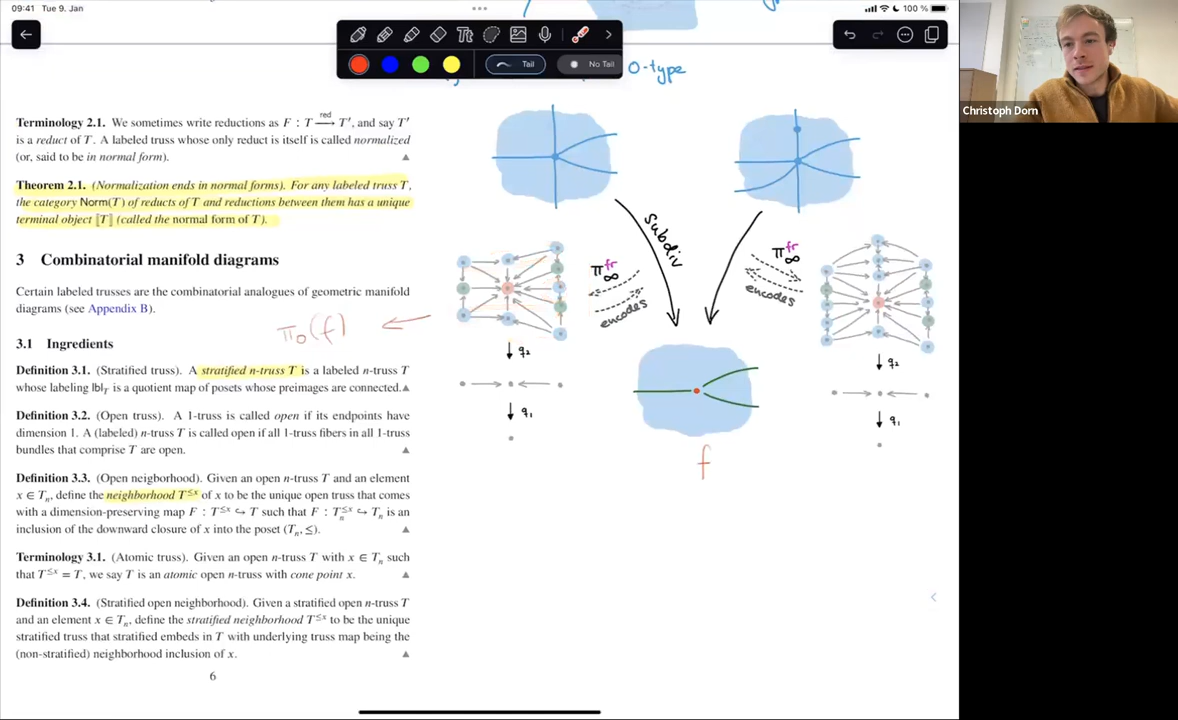 09:41 Tue 9. Jan
100 %
Tail
No Tail
0-type
Christoph Dorn
Terminology 2.1. We sometimes write reductions as F : T red⟶ T′, and say T′
is a reduct of T. A labeled truss whose only reduct is itself is called normalized
(or, said to be in normal form). ▲
Theorem 2.1. (Normalization ends in normal forms). For any labeled truss T,
the category Norm(T) of reducts of T and reductions between them has a unique
terminal object ⟦T⟧ (called the normal form of T).
3 Combinatorial manifold diagrams
Certain labeled trusses are the combinatorial analogues of geometric manifold
diagrams (see Appendix B).
π₀(f)
3.1 Ingredients
Definition 3.1. (Stratified truss). A stratified n-truss T is a labeled n-truss T
whose labeling lbl_T is a quotient map of posets whose preimages are connected. ▲
Definition 3.2. (Open truss). A 1-truss is called open if its endpoints have
dimension 1. A (labeled) n-truss T is called open if all 1-truss fibers in all 1-truss
bundles that comprise T are open. ▲
Definition 3.3. (Open neigborhood). Given an open n-truss T and an element
x ∈ Tₙ, define the neighborhood T^≤x of x to be the unique open truss that comes
with a dimension-preserving map F : T^≤x ↪ T such that F : Tₙ^≤x ↪ Tₙ is an
inclusion of the downward closure of x into the poset (Tₙ, ≤). ▲
Terminology 3.1. (Atomic truss). Given an open n-truss T with x ∈ Tₙ such
that T^≤x = T, we say T is an atomic open n-truss with cone point x. ▲
Definition 3.4. (Stratified open neighborhood). Given a stratified open n-truss T
and an element x ∈ Tₙ, define the stratified neighborhood T^≤x to be the unique
stratified truss that stratified embeds in T with underlying truss map being the
(non-stratified) neighborhood inclusion of x. ▲
6
Subdiv
π^fr_∞
encodes
π^fr_∞
encodes
q₂
q₁
q₂
q₁
f